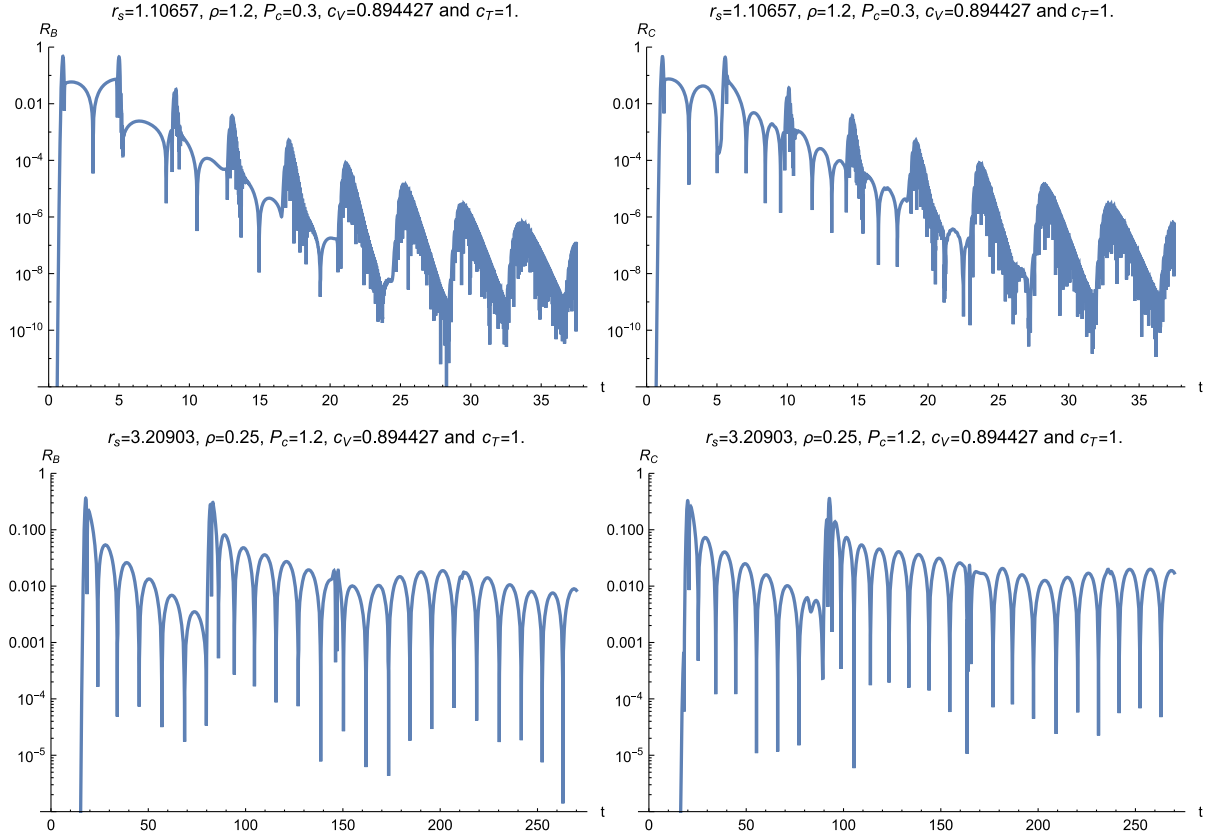 r_s=1.10657, ρ=1.2, P_c=0.3, c_V=0.894427 and c_T=1.
R_B
1
0.01
10⁻⁴
10⁻⁶
10⁻⁸
10⁻¹⁰
0 5 10 15 20 25 30 35 t
r_s=1.10657, ρ=1.2, P_c=0.3, c_V=0.894427 and c_T=1.
R_C
1
0.01
10⁻⁴
10⁻⁶
10⁻⁸
10⁻¹⁰
0 5 10 15 20 25 30 35 t
r_s=3.20903, ρ=0.25, P_c=1.2, c_V=0.894427 and c_T=1.
R_B
1
0.100
0.010
0.001
10⁻⁴
10⁻⁵
0 50 100 150 200 250 t
r_s=3.20903, ρ=0.25, P_c=1.2, c_V=0.894427 and c_T=1.
R_C
1
0.100
0.010
0.001
10⁻⁴
10⁻⁵
0 50 100 150 200 250 t